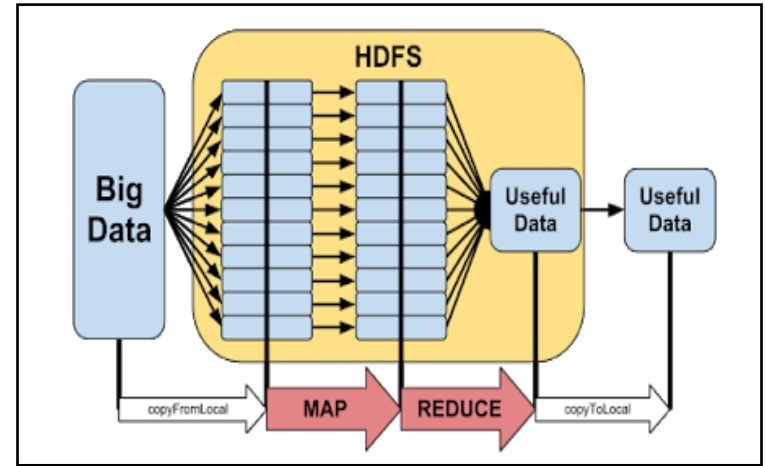 HDFS
Big
Data
Useful
Data
Useful
Data
copyFromLocal
MAP
REDUCE
copyToLocal